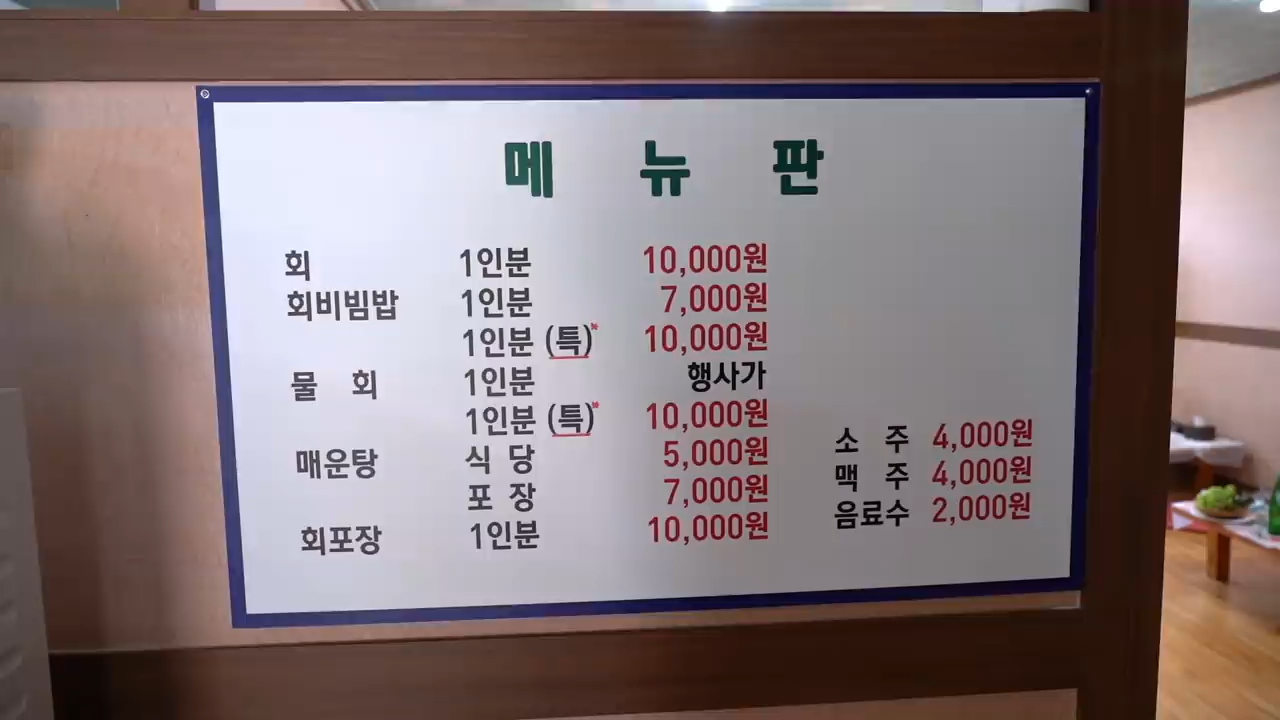 메 뉴 판
회 1인분 10,000원
회비빔밥 1인분 7,000원
1인분 (특)* 10,000원
물 회 1인분 행사가
1인분 (특)* 10,000원
매운탕 식 당 5,000원
포 장 7,000원
회포장 1인분 10,000원
소 주 4,000원
맥 주 4,000원
음료수 2,000원